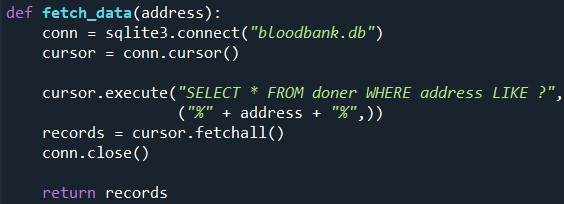 def fetch_data(address):
    conn = sqlite3.connect("bloodbank.db")
    cursor = conn.cursor()

    cursor.execute("SELECT * FROM doner WHERE address LIKE ?",
                   ("%" + address + "%",))
    records = cursor.fetchall()
    conn.close()

    return records